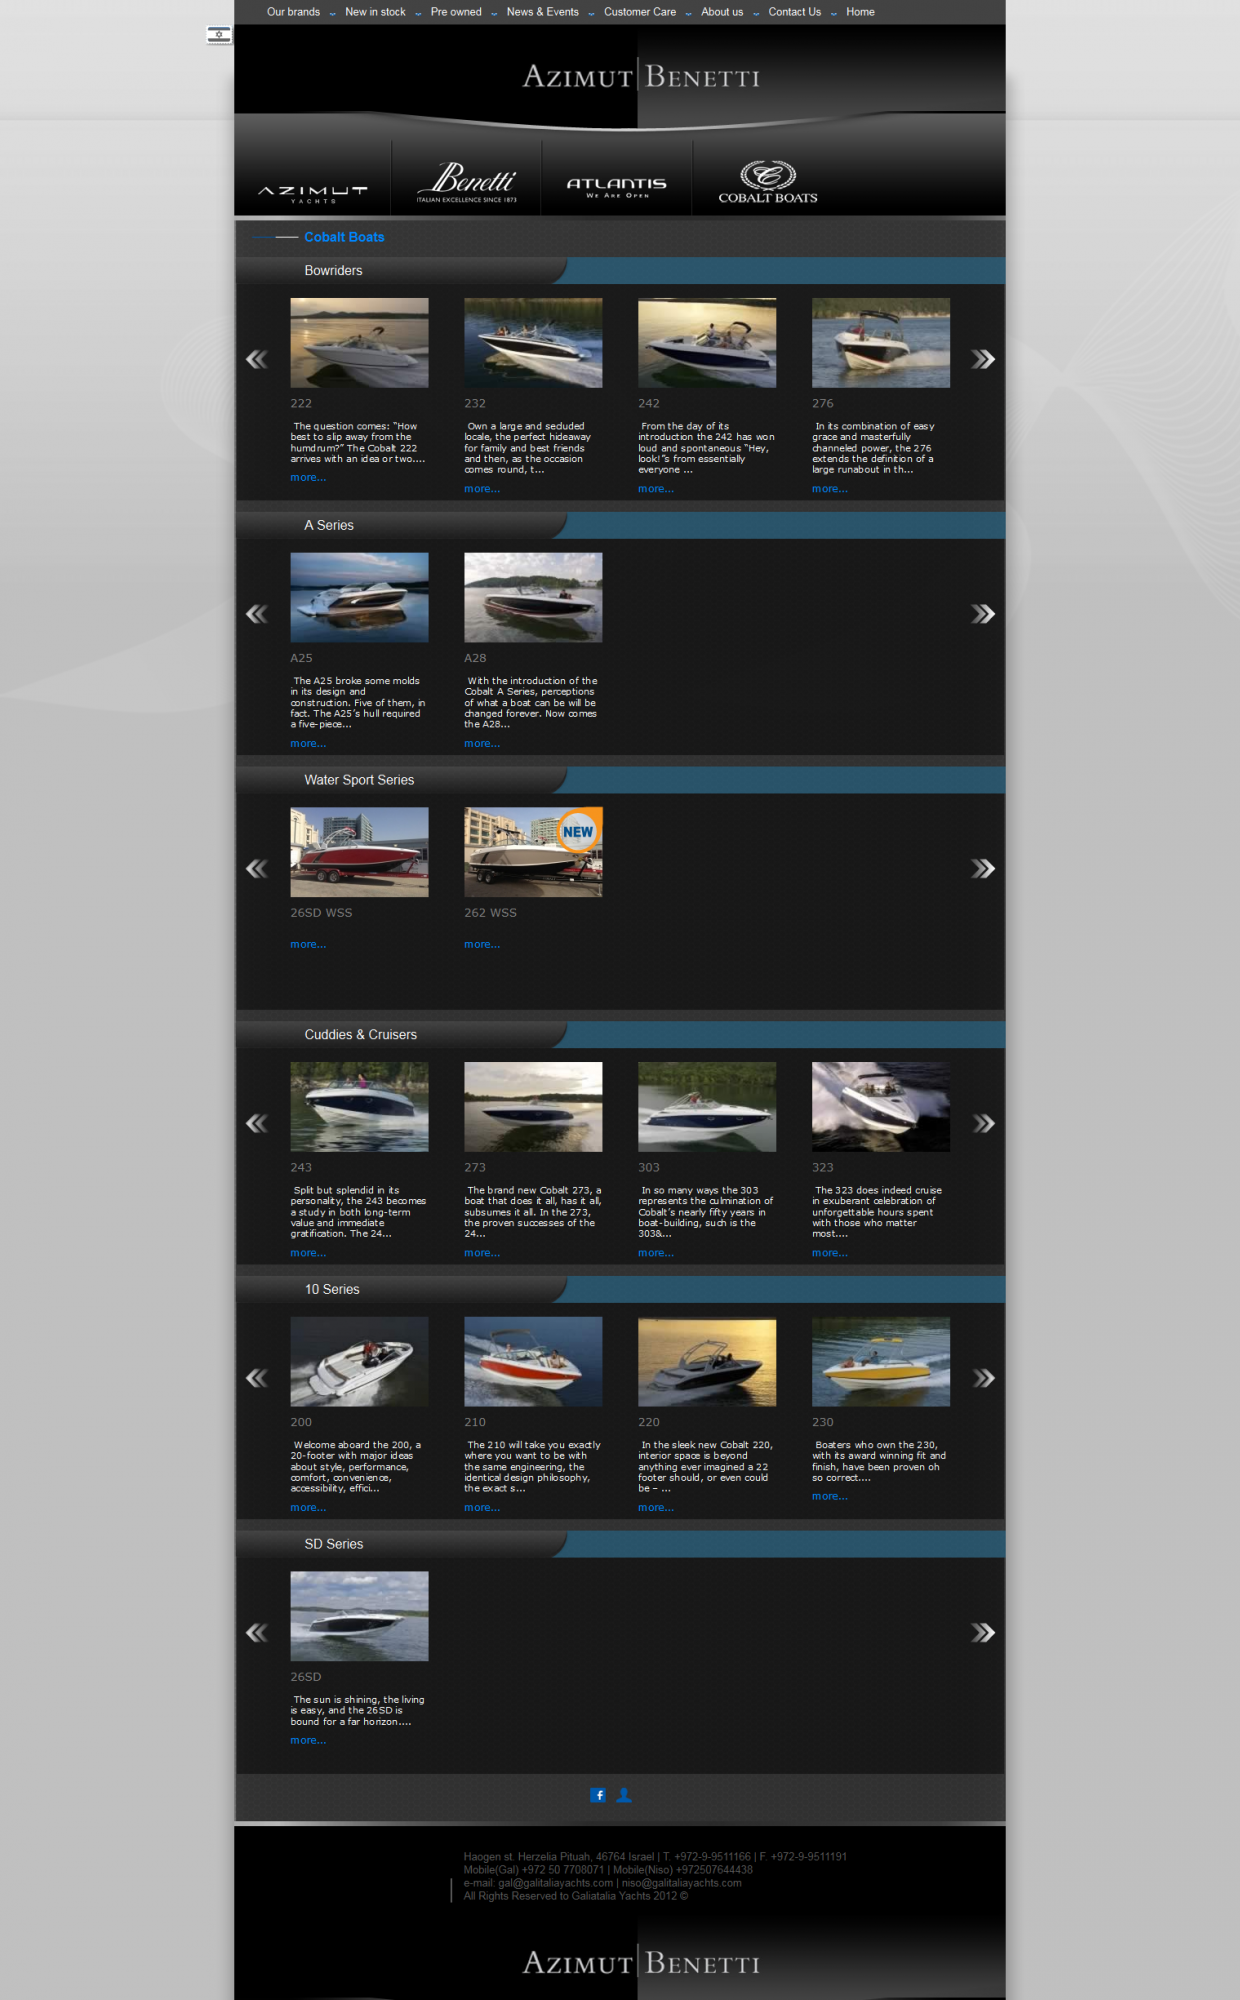 Our brands New in stock Pre owned News & Events Customer Care About us Contact Us Home
AZIMUT|BENETTI
AZIMUT
YACHTS
Benetti
ITALIAN EXCELLENCE SINCE 1873
ATLANTIS
WE ARE OPEN
COBALT BOATS
Cobalt Boats
Bowriders
222
The question comes: “How
best to slip away from the
humdrum?” The Cobalt 222
arrives with an idea or two....
more...
232
Own a large and secluded
locale, the perfect hideaway
for family and best friends
and then, as the occasion
comes round, t...
more...
242
From the day of its
introduction the 242 has won
loud and spontaneous “Hey,
look!”s from essentially
everyone ...
more...
276
In its combination of easy
grace and masterfully
channeled power, the 276
extends the definition of a
large runabout in th...
more...
A Series
A25
The A25 broke some molds
in its design and
construction. Five of them, in
fact. The A25’s hull required
a five-piece...
more...
A28
With the introduction of the
Cobalt A Series, perceptions
of what a boat can be will be
changed forever. Now comes
the A28...
more...
Water Sport Series
26SD WSS
more...
NEW
262 WSS
more...
Cuddies & Cruisers
243
Split but splendid in its
personality, the 243 becomes
a study in both long-term
value and immediate
gratification. The 24...
more...
273
The brand new Cobalt 273, a
boat that does it all, has it all,
subsumes it all. In the 273,
the proven successes of the
24...
more...
303
In so many ways the 303
represents the culmination of
Cobalt’s nearly fifty years in
boat-building, such is the
303&...
more...
323
The 323 does indeed cruise
in exuberant celebration of
unforgettable hours spent
with those who matter
most....
more...
10 Series
200
Welcome aboard the 200, a
20-footer with major ideas
about style, performance,
comfort, convenience,
accessibility, effici...
more...
210
The 210 will take you exactly
where you want to be with
the same engineering, the
identical design philosophy,
the exact s...
more...
220
In the sleek new Cobalt 220,
interior space is beyond
anything ever imagined a 22
footer should, or even could
be – ...
more...
230
Boaters who own the 230,
with its award winning fit and
finish, have been proven oh
so correct....
more...
SD Series
26SD
The sun is shining, the living
is easy, and the 26SD is
bound for a far horizon....
more...
Haogen st. Herzelia Pituah, 46764 Israel | T. +972-9-9511166 | F. +972-9-9511191
Mobile(Gal) +972 50 7708071 | Mobile(Niso) +972507644438
e-mail: gal@galitaliayachts.com | niso@galitaliayachts.com
All Rights Reserved to Galiatalia Yachts 2012 ©
AZIMUT|BENETTI